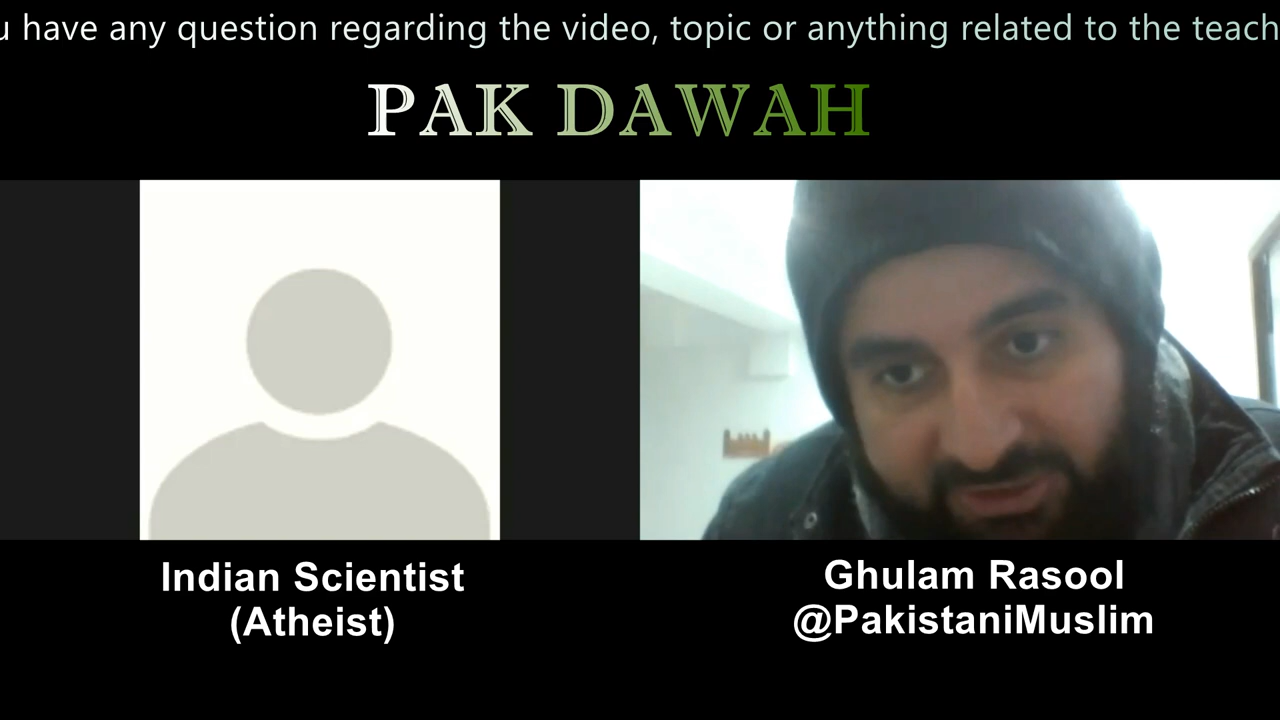 u have any question regarding the video, topic or anything related to the teach
PAK DAWAH
Indian Scientist
(Atheist)
Ghulam Rasool
@PakistaniMuslim